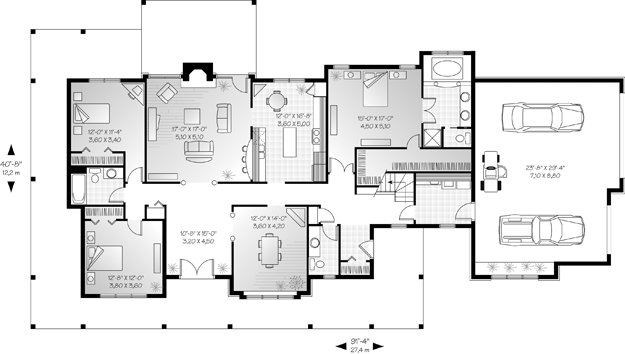 12'-0" X 11'-4"
3,60 X 3,40
17'-0" X 17'-0"
5,10 X 5,10
12'-0" X 16'-8"
3,60 X 5,00
15'-0" X 17'-0"
4,50 X 5,10
23'-8" X 29'-4"
7,10 X 8,80
40'-8"
12,2 m
10'-8" X 15'-0"
3,20 X 4,50
12'-0" X 14'-0"
3,60 X 4,20
12'-8" X 12'-0"
3,80 X 3,60
91'-4"
27,4 m